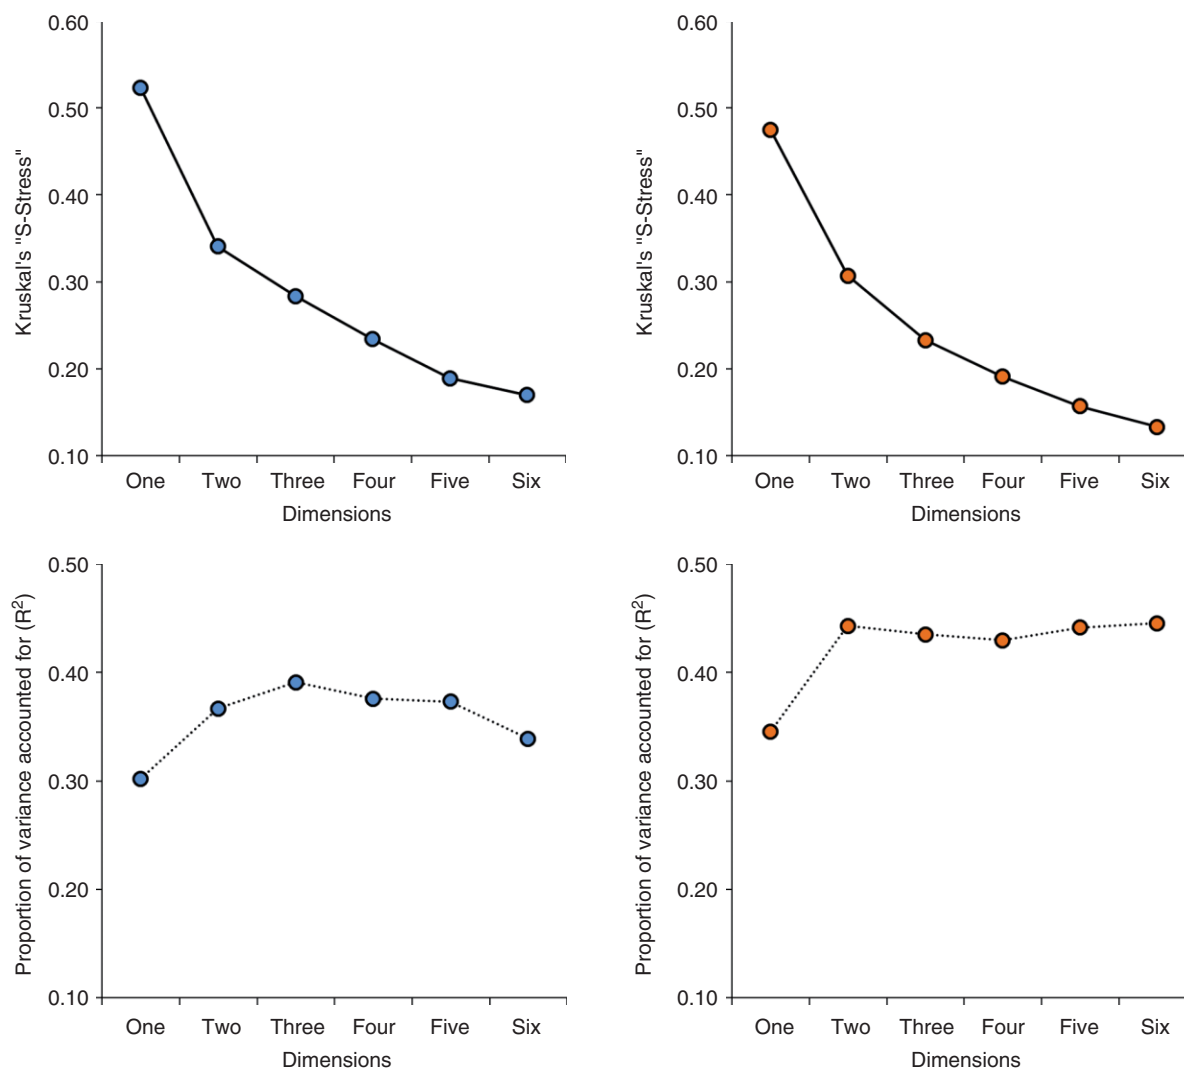 0.60
0.50
0.40
0.30
0.20
0.10
Kruskal's "S-Stress"
One Two Three Four Five Six
Dimensions
0.60
0.50
0.40
0.30
0.20
0.10
Kruskal's "S-Stress"
One Two Three Four Five Six
Dimensions
0.50
0.40
0.30
0.20
0.10
Proportion of variance accounted for (R²)
One Two Three Four Five Six
Dimensions
0.50
0.40
0.30
0.20
0.10
Proportion of variance accounted for (R²)
One Two Three Four Five Six
Dimensions